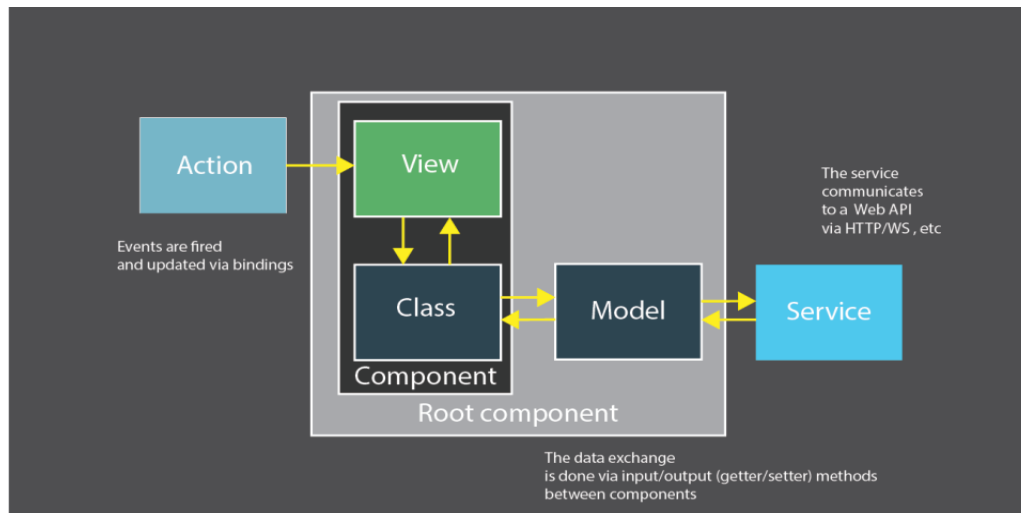 Action
View
The service
communicates
to a Web API
via HTTP/WS , etc
Events are fired
and updated via bindings
Class
Model
Service
Component
Root component
The data exchange
is done via input/output (getter/setter) methods
between components